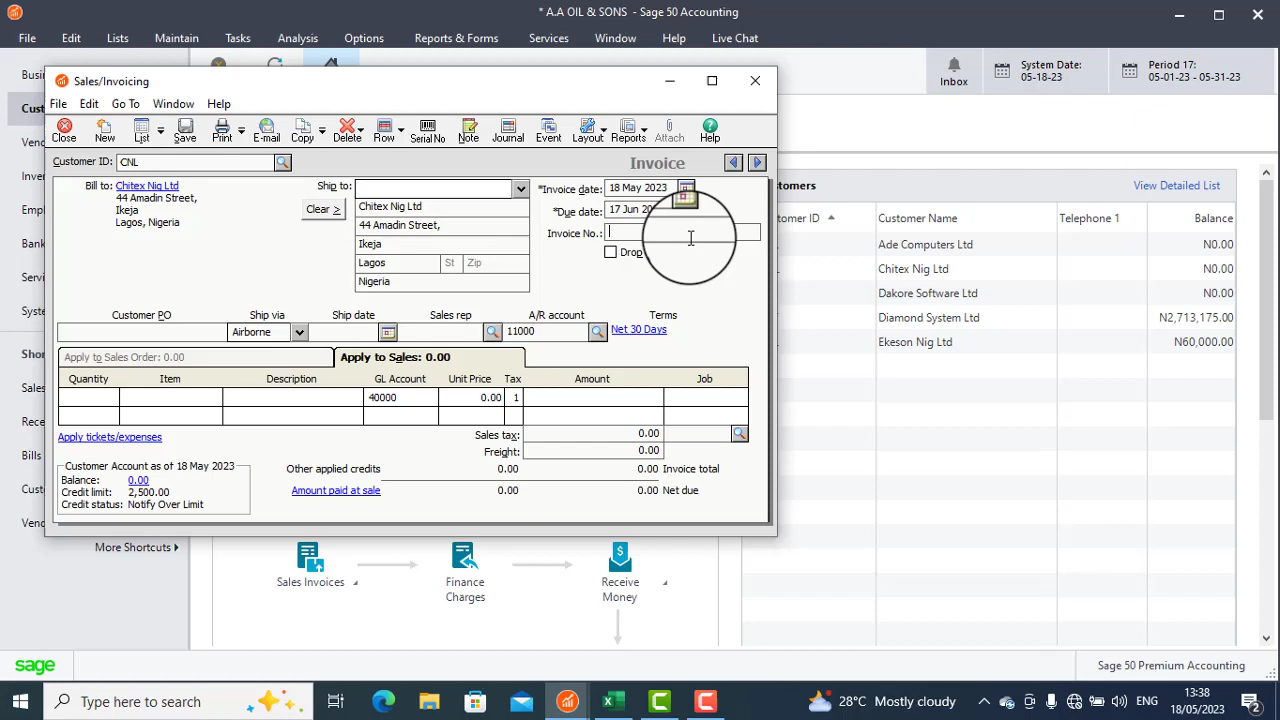 * A.A OIL & SONS - Sage 50 Accounting
File Edit Lists Maintain Tasks Analysis Options Reports & Forms Services Window Help Live Chat
Inbox
System Date:
05-18-23
Period 17:
05-01-23 - 05-31-23
Sales/Invoicing
File Edit Go To Window Help
Close New List Save Print E-mail Copy Delete Row Serial No Note Journal Event Layout Reports Attach Help
Customer ID: CNL
Invoice
Bill to: Chitex Nig Ltd
44 Amadin Street,
Ikeja
Lagos, Nigeria
Ship to:
Clear >
Chitex Nig Ltd
44 Amadin Street,
Ikeja
Lagos St Zip
Nigeria
*Invoice date: 18 May 2023
*Due date: 17 Jun
Invoice No.:
Drop
Customer PO Ship via Ship date Sales rep A/R account Terms
Airborne 11000 Net 30 Days
Apply to Sales Order: 0.00
Apply to Sales: 0.00
Quantity Item Description GL Account Unit Price Tax Amount Job
40000 0.00 1
Apply tickets/expenses
Sales tax: 0.00
Freight: 0.00
Customer Account as of 18 May 2023
Balance: 0.00
Credit limit: 2,500.00
Credit status: Notify Over Limit
Other applied credits 0.00 0.00 Invoice total
Amount paid at sale 0.00 0.00 Net due
View Detailed List
Customer Name Telephone 1 Balance
Ade Computers Ltd N0.00
Chitex Nig Ltd N0.00
Dakore Software Ltd N0.00
Diamond System Ltd N2,713,175.00
Ekeson Nig Ltd N60,000.00
More Shortcuts
Sales Invoices
Finance
Charges
Receive
Money
sage
Sage 50 Premium Accounting
Type here to search
28°C Mostly cloudy
ENG
13:38
18/05/2023
2